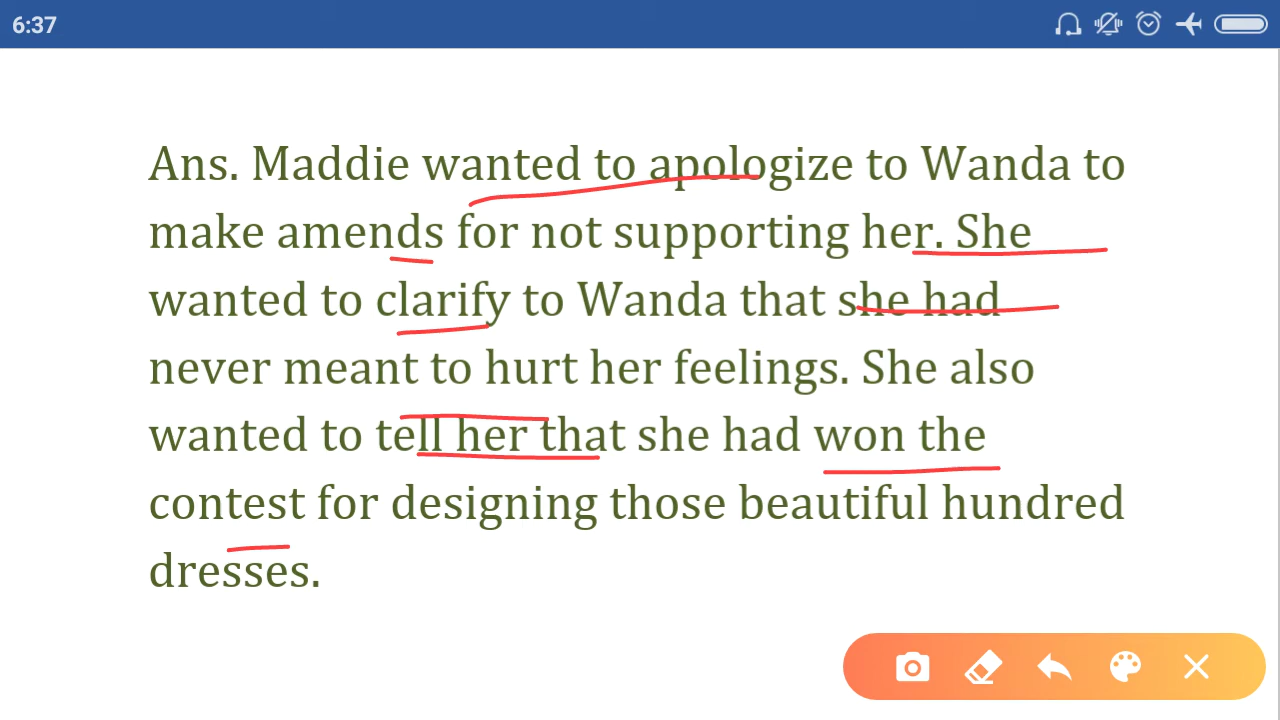 6:37
Ans. Maddie wanted to apologize to Wanda to
make amends for not supporting her. She
wanted to clarify to Wanda that she had
never meant to hurt her feelings. She also
wanted to tell her that she had won the
contest for designing those beautiful hundred
dresses.